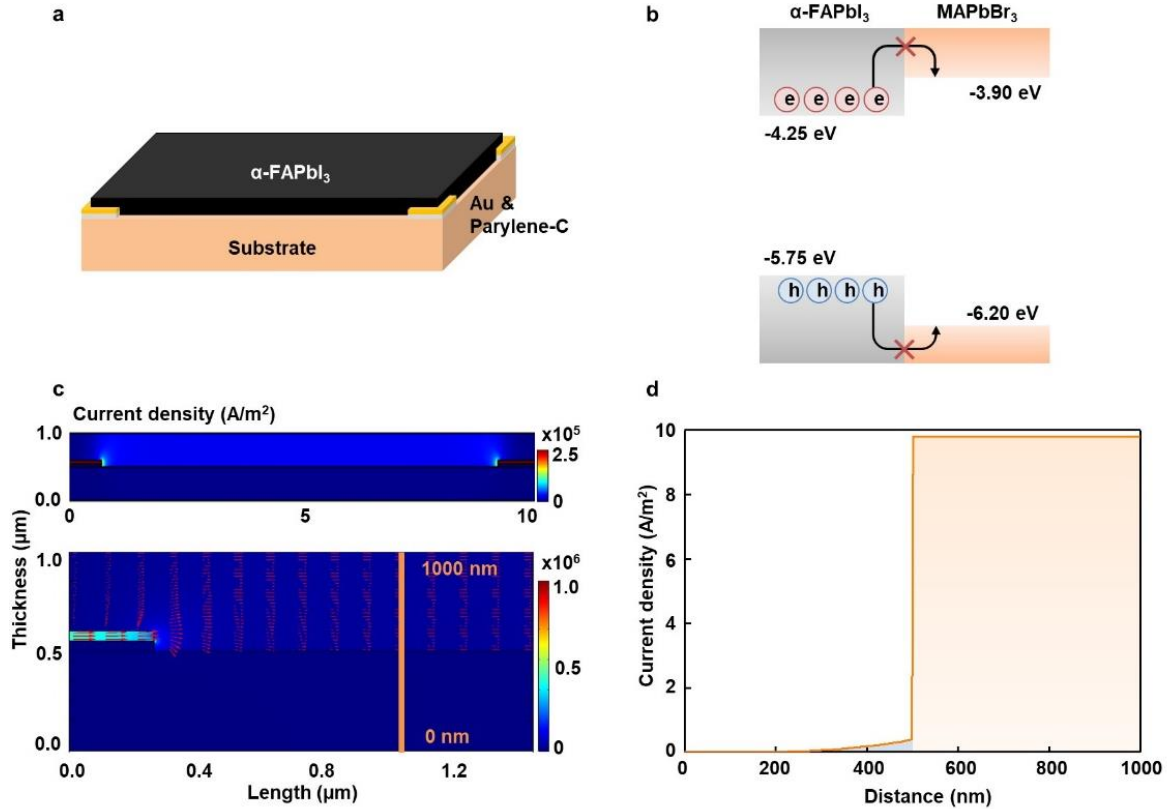 a
α-FAPbI₃
Au &
Parylene-C
Substrate
b
α-FAPbI₃ MAPbBr₃
e e e e
-3.90 eV
-4.25 eV
-5.75 eV
h h h h
-6.20 eV
c
Current density (A/m²)
1.0
0.0
0 5 10
x10⁵
2.5
0
Thickness (µm)
1.0
0.5
0.0
1000 nm
0 nm
x10⁶
1.0
0.5
0
0.0 0.4 0.8 1.2
Length (µm)
d
Current density (A/m²)
10
8
6
4
2
0
0 200 400 600 800 1000
Distance (nm)